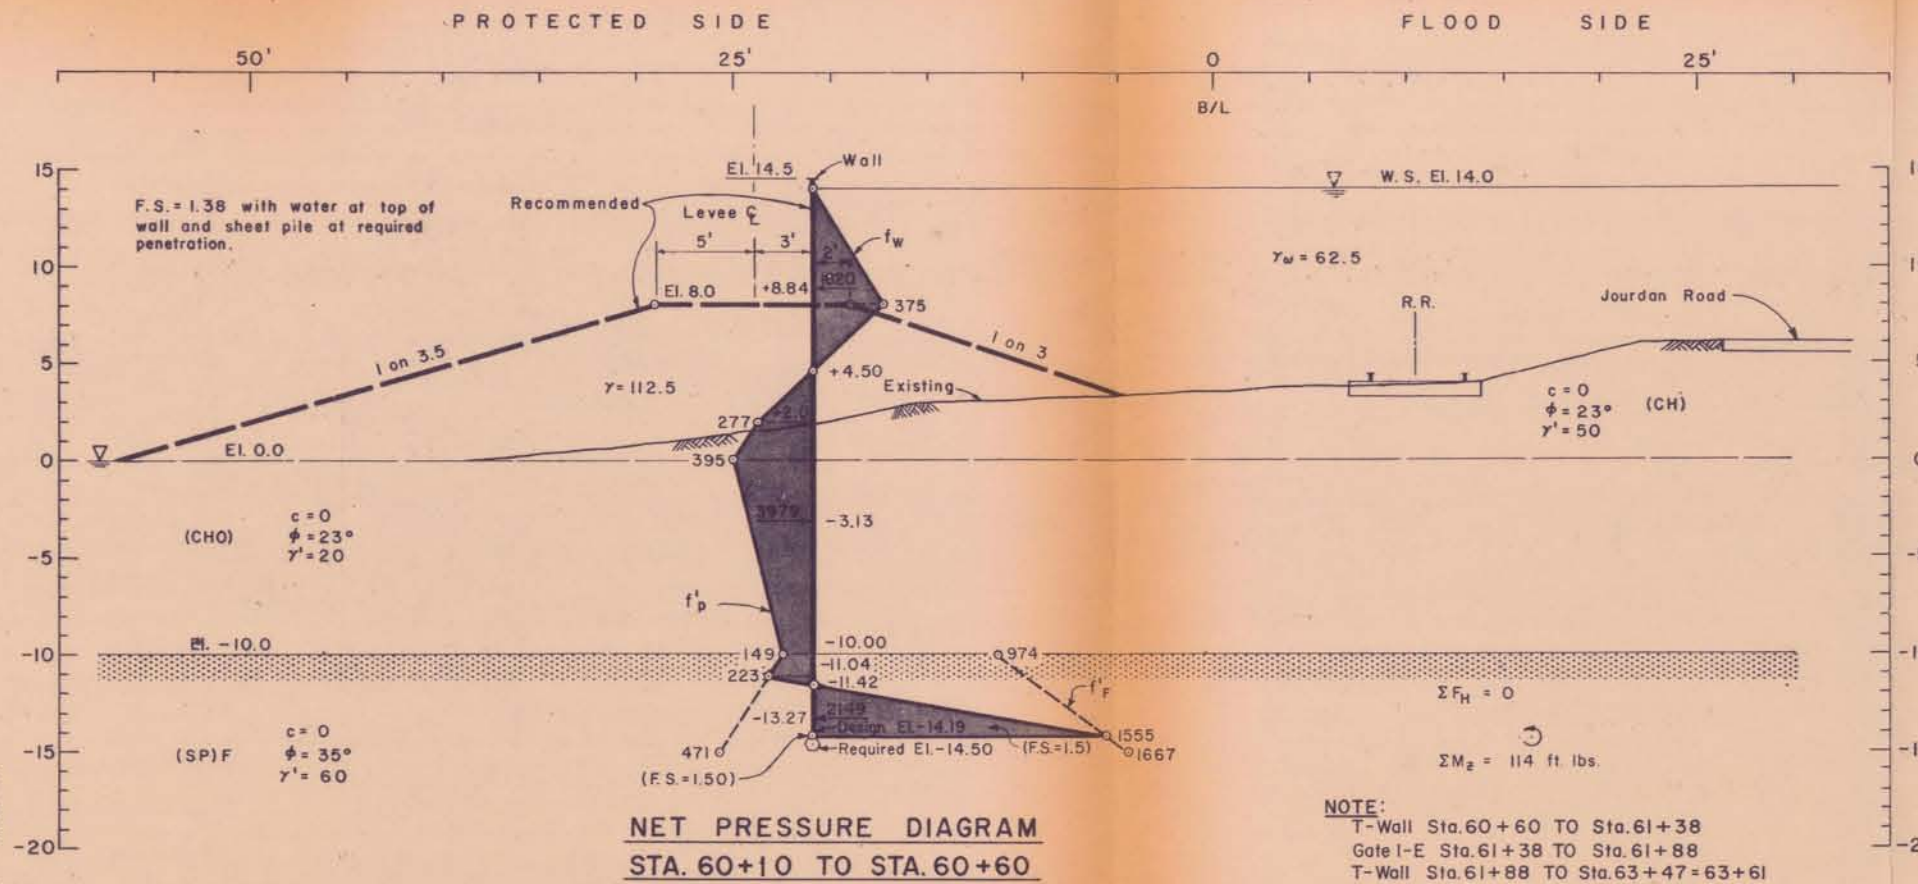 PROTECTED SIDE
FLOOD SIDE
50'
25'
0
25'
B/L
15
10
5
0
-5
-10
-15
-20
F.S.= 1.38 with water at top of
wall and sheet pile at required
penetration.
Recommended
El. 14.5
Wall
Levee ℄
5'
3'
2'
fw
W.S. El. 14.0
γω = 62.5
El. 8.0
+8.84
375
R.R.
Jourdan Road
1 on 3.5
1 on 3
γ= 112.5
+4.50
Existing
277
+2.0
395
El. 0.0
c = 0
φ = 23°
γ' = 50
(CH)
3979
-3.13
(CHO)
c = 0
φ = 23°
γ' = 20
f'p
El. -10.0
149
-10.00
974
-11.04
223
-11.42
f'F
ΣFH = 0
-13.27
2149
Design El.-14.19
1555
Required El.-14.50
(F.S.=1.5)
1667
471
(F.S.=1.50)
(SP)F
c = 0
φ = 35°
γ' = 60
ΣMz = 114 ft. lbs.
NET PRESSURE DIAGRAM
STA. 60+10 TO STA. 60+60
NOTE:
T-Wall Sta. 60+60 TO Sta. 61+38
Gate 1-E Sta. 61+38 TO Sta. 61+88
T-Wall Sta. 61+88 TO Sta. 63+47 = 63+61